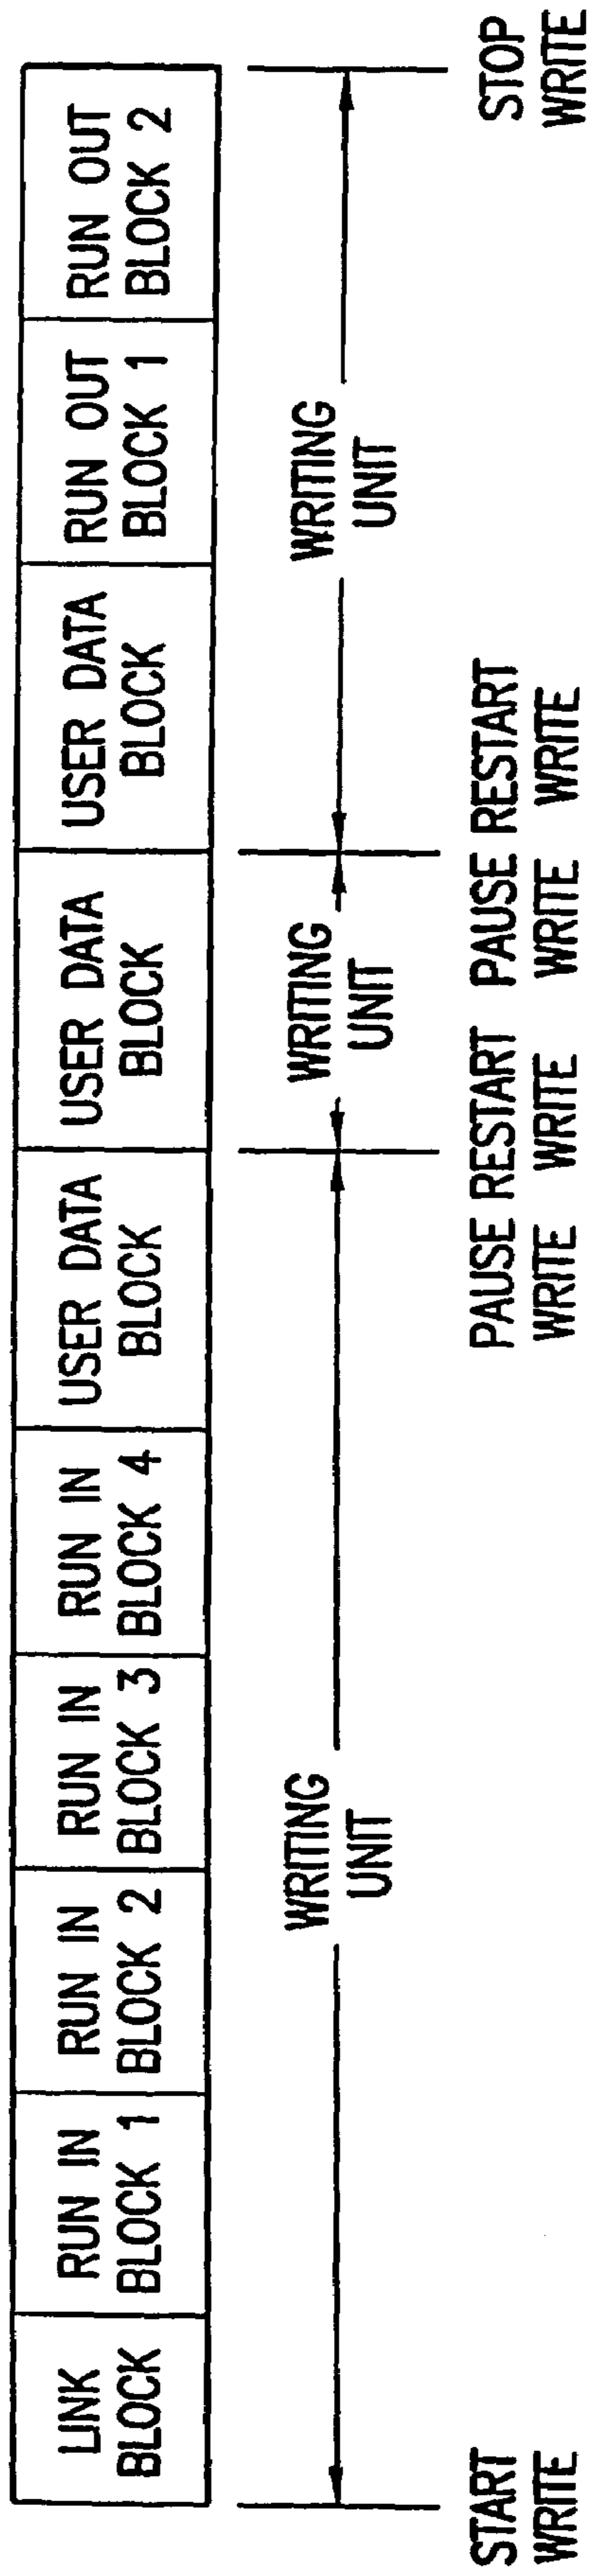 LINK
BLOCK
RUN IN
BLOCK 1
RUN IN
BLOCK 2
RUN IN
BLOCK 3
RUN IN
BLOCK 4
USER DATA
BLOCK
USER DATA
BLOCK
USER DATA
BLOCK
RUN OUT
BLOCK 1
RUN OUT
BLOCK 2
WRITING
UNIT
WRITING
UNIT
WRITING
UNIT
START
WRITE
PAUSE
WRITE
RESTART
WRITE
PAUSE
WRITE
RESTART
WRITE
STOP
WRITE